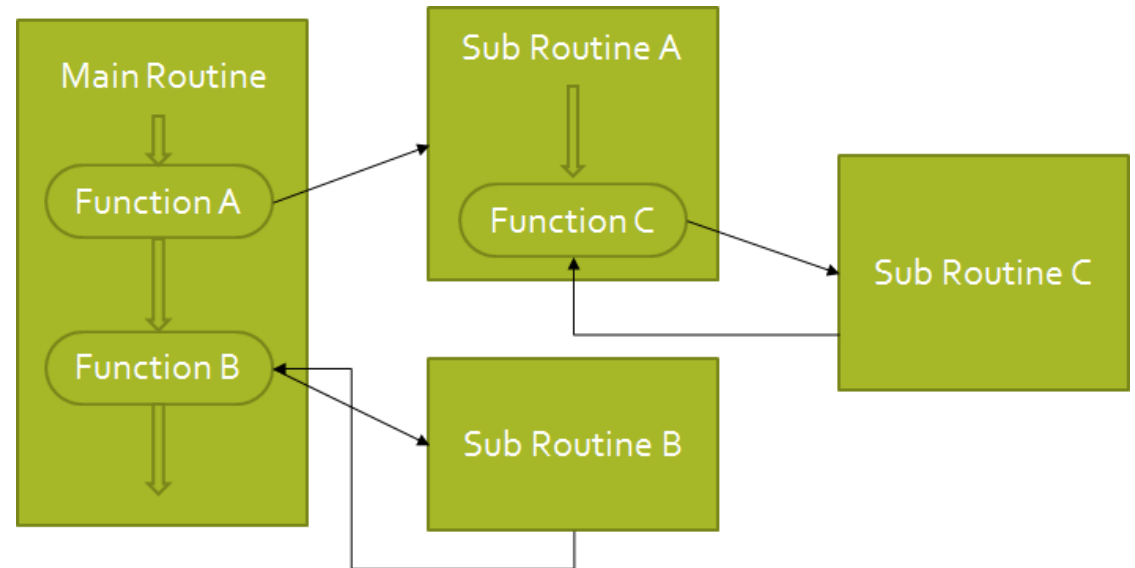 Main Routine
Function A
Function B
Sub Routine A
Function C
Sub Routine B
Sub Routine C